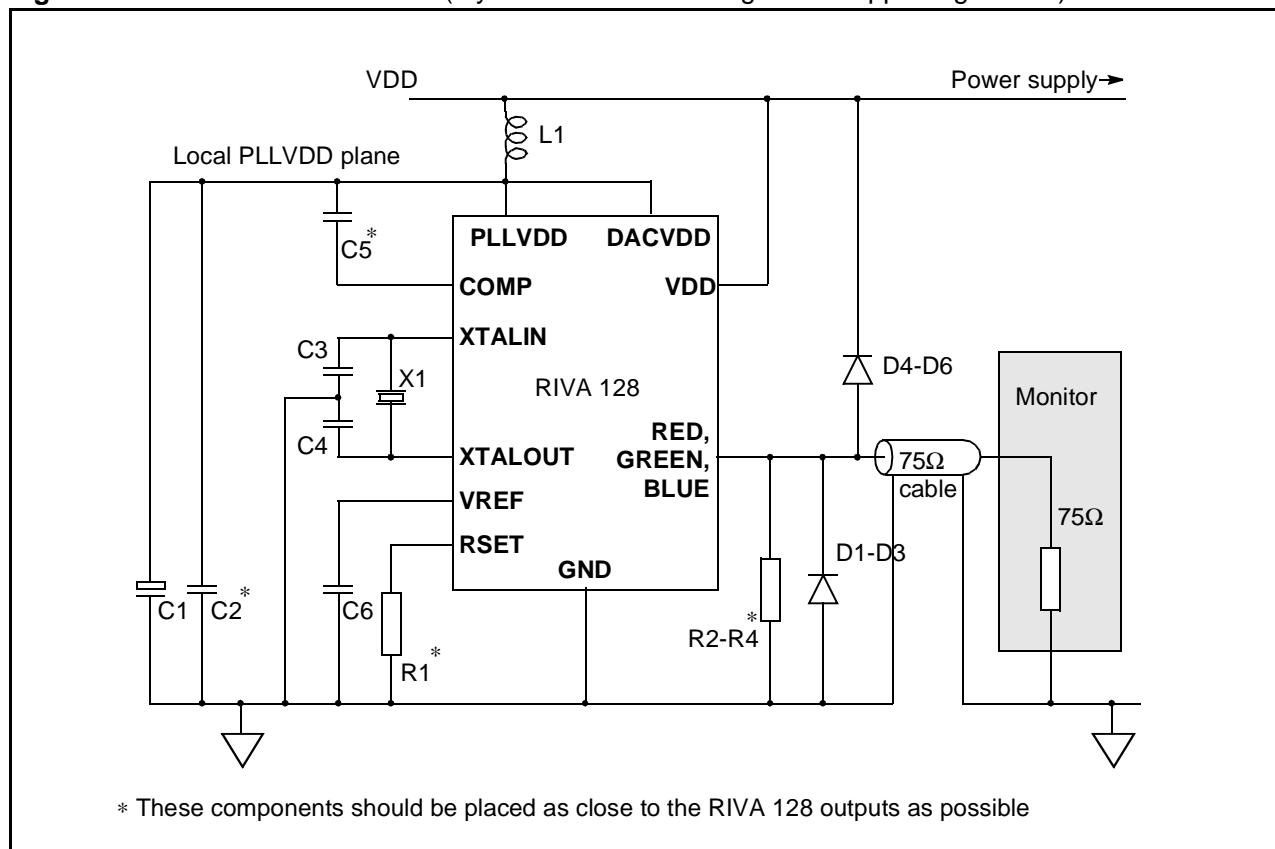 VDD
Power supply→
L1
Local PLLVDD plane
PLLVDD DACVDD
C5*
COMP
VDD
XTALIN
C3
X1
D4-D6
RIVA 128
Monitor
C4
RED,
GREEN,
BLUE
XTALOUT
75Ω
cable
VREF
75Ω
RSET
D1-D3
GND
C1
C2*
C6
R1*
R2-R4*
* These components should be placed as close to the RIVA 128 outputs as possible